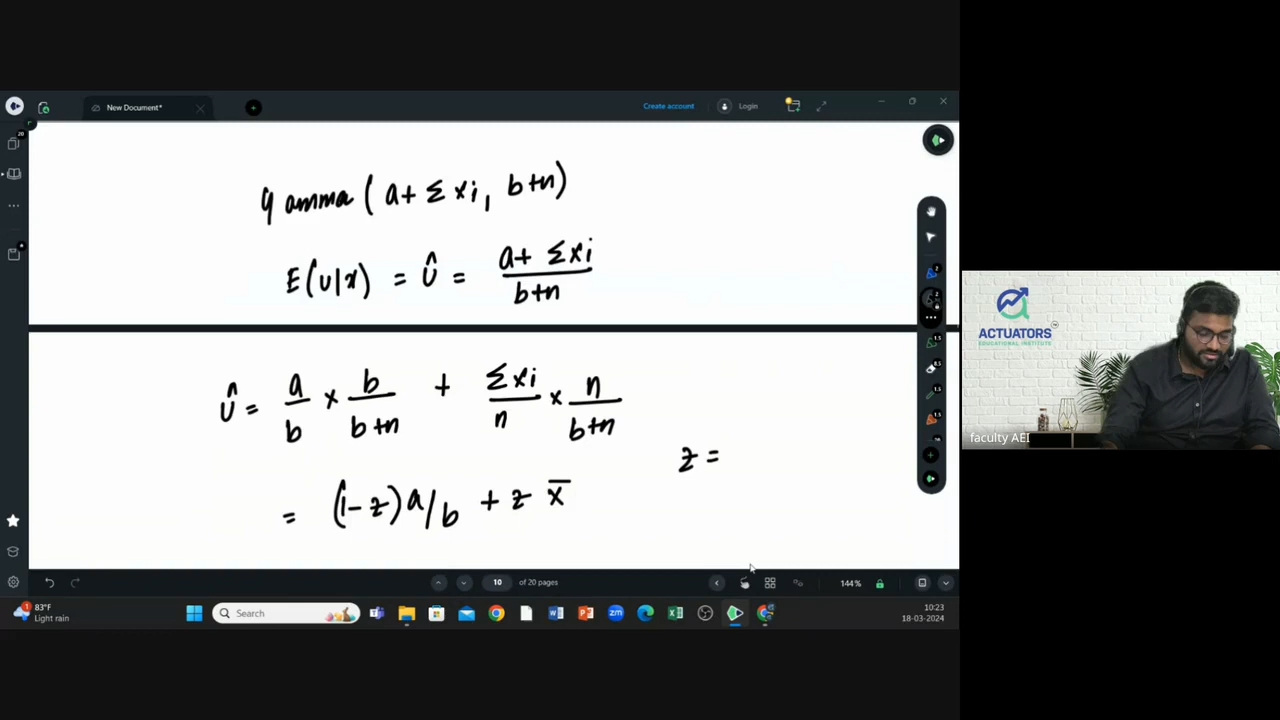 New Document*
Create account
Login
20
Gamma ( a+ Σxi, b+n)
E(u|x) = Û = a+ Σxi / b+n
Û = a/b × b/b+n + Σxi/n × n/b+n
z =
= (1-z) a/b + z x̄
10 of 20 pages
144%
83°F
Light rain
Search
10:23
18-03-2024
ACTUATORS
EDUCATIONAL INSTITUTE
faculty AEI